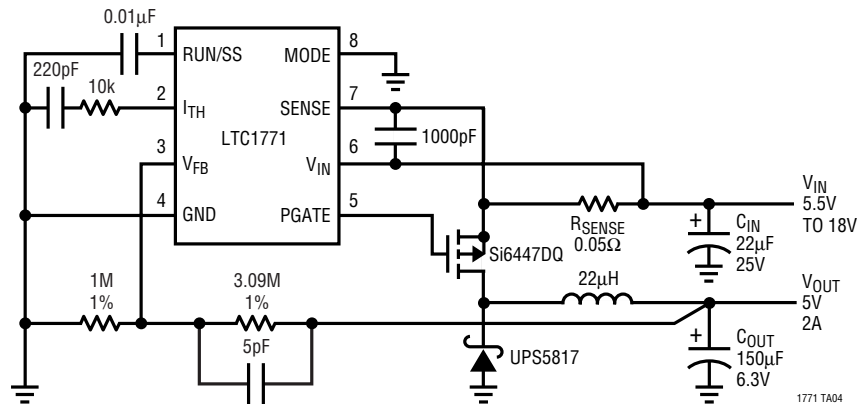 0.01µF
1
RUN/SS
MODE
8
220pF
10k
2
ITH
SENSE
7
LTC1771
1000pF
3
VFB
VIN
6
4
GND
PGATE
5
RSENSE
0.05Ω
VIN
5.5V
TO 18V
+
CIN
22µF
25V
Si6447DQ
1M
1%
3.09M
1%
22µH
VOUT
5V
2A
5pF
UPS5817
+
COUT
150µF
6.3V
1771 TA04